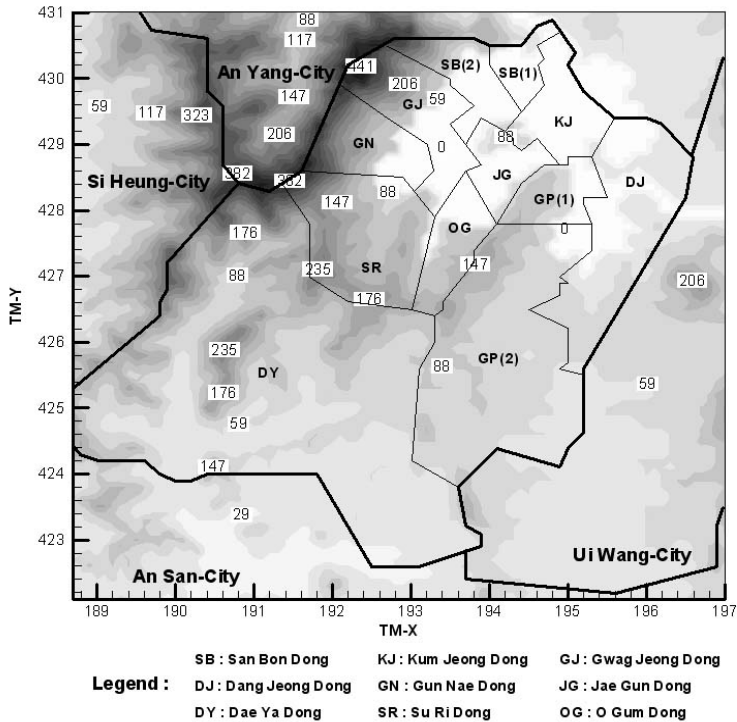 431
88
117
SB(2)
An Yang-City
441
SB(1)
430
206
147
GJ
59
59
117
323
KJ
206
GN
0
88
429
382
382
JG
Si Heung-City
88
DJ
147
GP(1)
428
176
OG
0
235
SR
147
427
88
206
176
TM-Y
426
235
DY
88
GP(2)
59
176
425
59
147
424
29
423
Ui Wang-City
An San-City
189 190 191 192 193 194 195 196 197
TM-X
SB : San Bon Dong KJ : Kum Jeong Dong GJ : Gwag Jeong Dong
Legend : DJ : Dang Jeong Dong GN : Gun Nae Dong JG : Jae Gun Dong
DY : Dae Ya Dong SR : Su Ri Dong OG : O Gum Dong